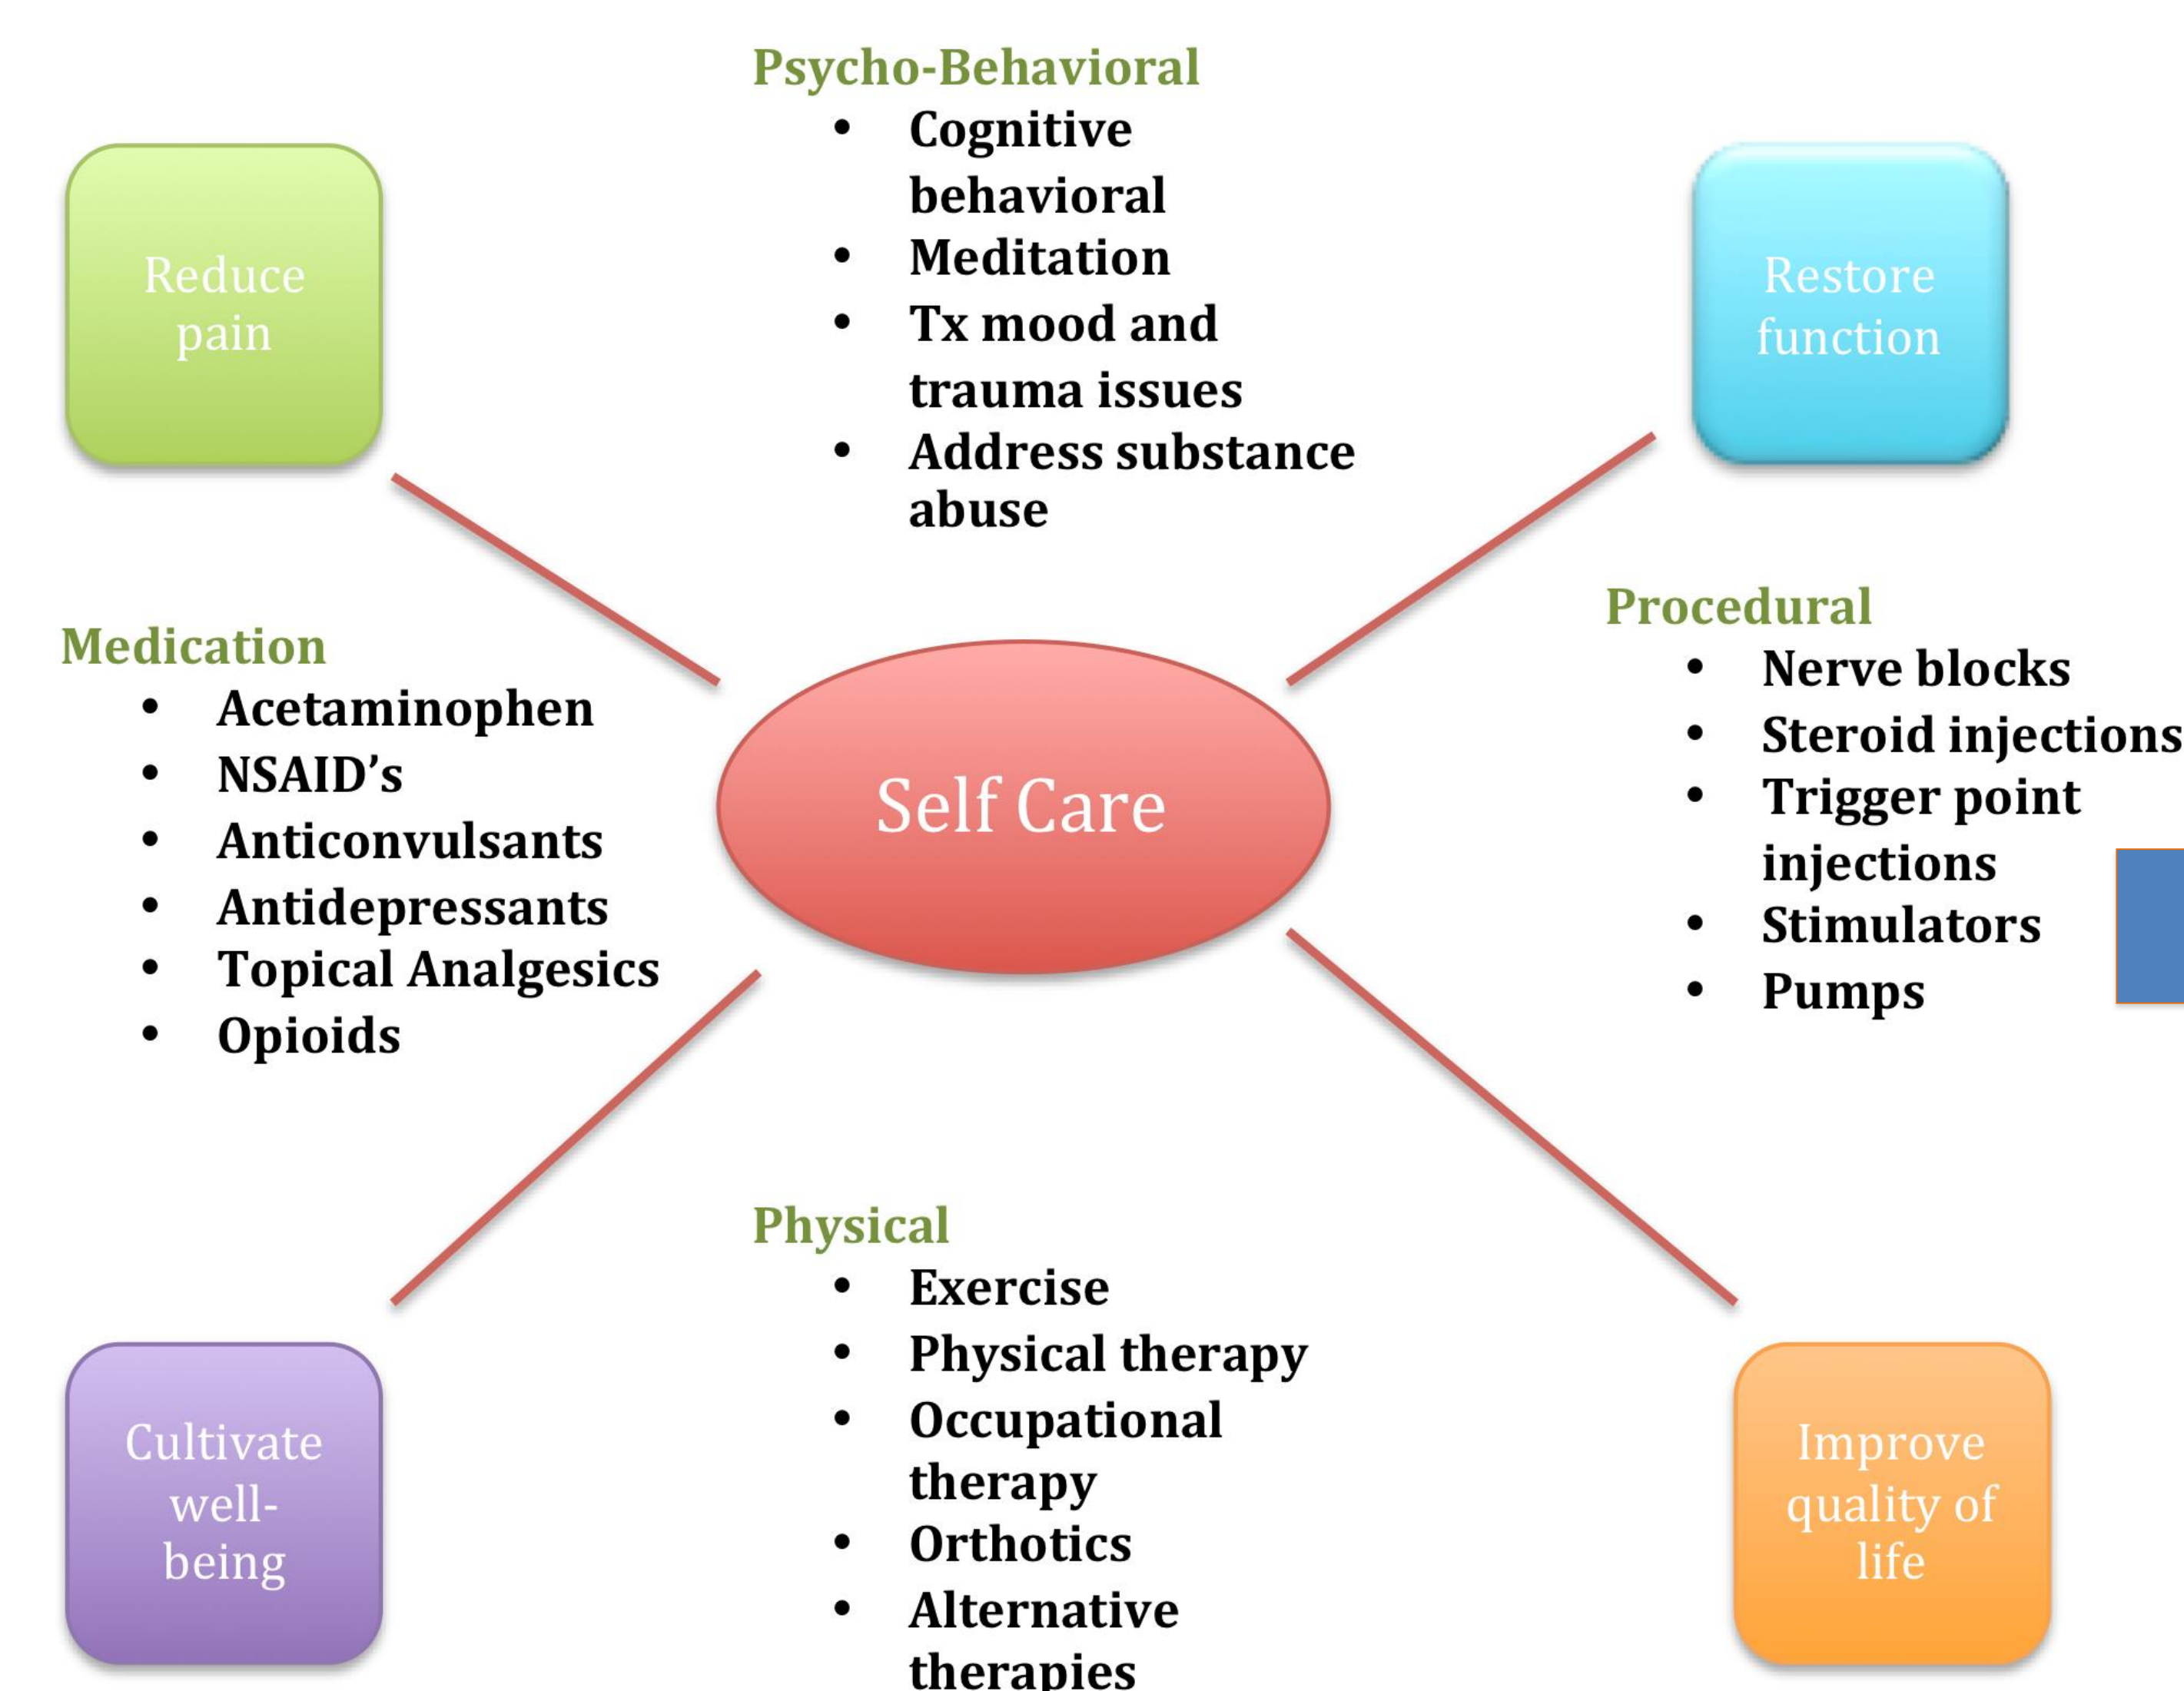 Psycho-Behavioral
• Cognitive
behavioral
• Meditation
• Tx mood and
trauma issues
• Address substance
abuse
Reduce
pain
Restore
function
Medication
• Acetaminophen
• NSAID’s
• Anticonvulsants
• Antidepressants
• Topical Analgesics
• Opioids
Self Care
Procedural
• Nerve blocks
• Steroid injections
• Trigger point
injections
• Stimulators
• Pumps
Physical
• Exercise
• Physical therapy
• Occupational
therapy
• Orthotics
• Alternative
therapies
Cultivate
well-
being
Improve
quality of
life